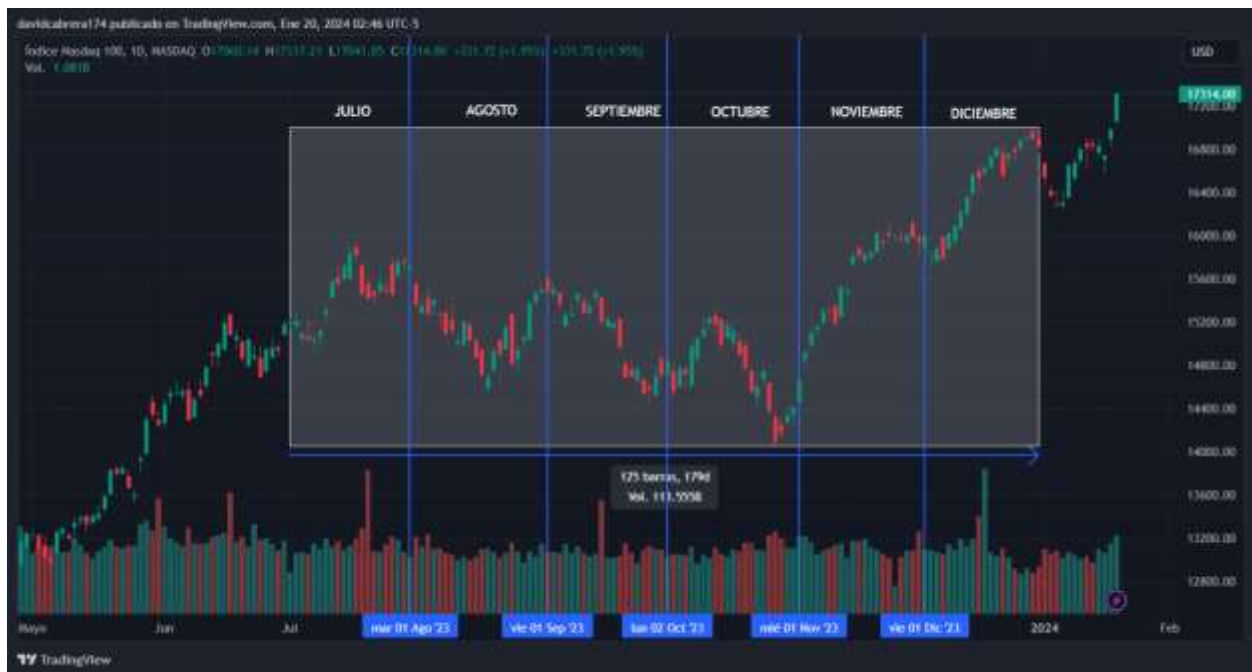 davidcabrera174 publicado en TradingView.com, Ene 20, 2024 02:46 UTC-5
Índice Nasdaq 100, 1D, NASDAQ
Vol.
USD
17314.00
17200.00
JULIO AGOSTO SEPTIEMBRE OCTUBRE NOVIEMBRE DICIEMBRE
16800.00
16400.00
16000.00
15600.00
15200.00
14800.00
14400.00
14000.00
125 barras, 179d
Vol.
13600.00
13200.00
12800.00
Mayo Jun Jul mar 01 Ago '23 vie 01 Sep '23 lun 02 Oct '23 mié 01 Nov '23 vie 01 Dic '23 2024 Feb
TradingView